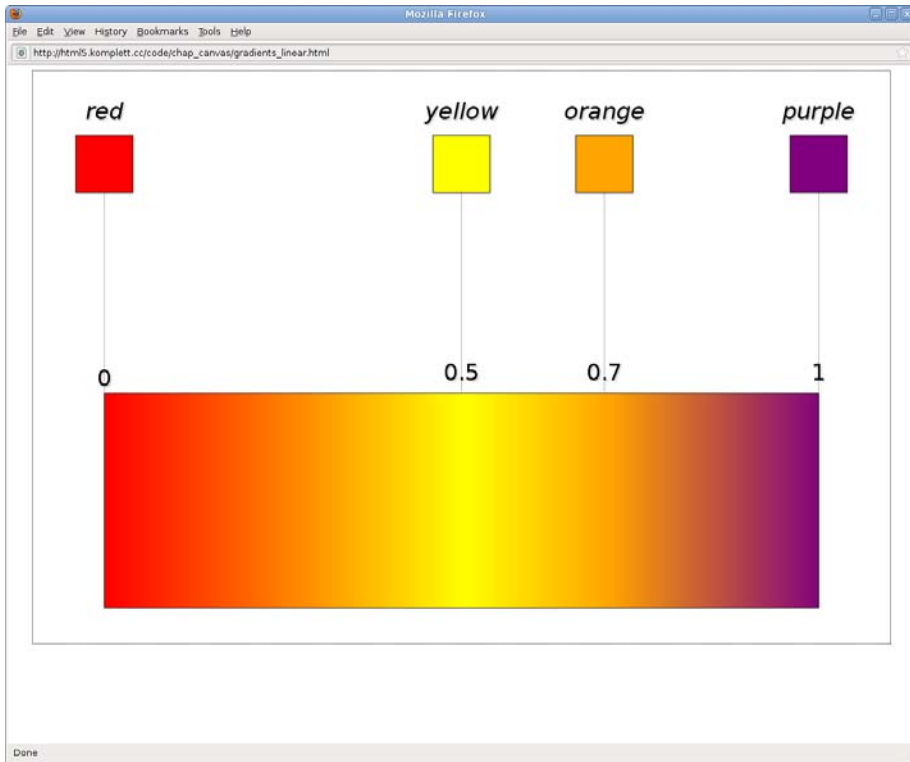 Mozilla Firefox
File Edit View History Bookmarks Tools Help
http://html5.komplett.cc/code/chap_canvas/gradients_linear.html
red yellow orange purple
0 0.5 0.7 1
Done